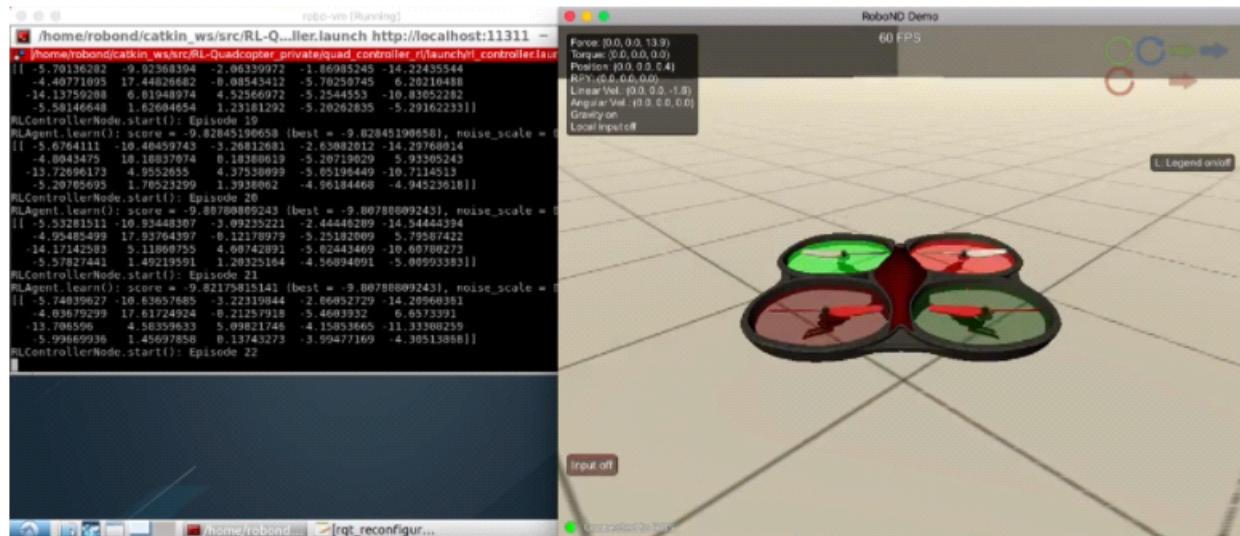 robo-vm [Running]
/home/robond/catkin_ws/src/RL-Q...ller.launch http://localhost:11311
/home/robond/catkin_ws/src/RL-Quadcopter_private/quad_controller_rl/launch/rl_controller.laun
[[ -5.70136282 -9.92368394 -2.06339972 -1.86985245 -14.22435544
-4.40771095 17.44826682 -0.08543412 -5.77250745 6.20210488
-14.13759208 6.01948974 4.52566972 -5.2544553 -10.83052282
-5.58146648 1.62604654 1.23181292 -5.20262835 -5.29162233]]
RLControllerNode.start(): Episode 19
RLAgent.learn(): score = -9.82845190658 (best = -9.82845190658), noise_scale =
[[ -5.6764111 -10.40459743 -3.26812681 -2.63082012 -14.29768014
-4.8043475 18.18837074 0.18388619 -5.20719029 5.93305243
-13.72696173 4.9552655 4.37538099 -5.05196449 -10.7114513
-5.20705695 1.70523299 1.3938062 -4.96184468 -4.94523618]]
RLControllerNode.start(): Episode 20
RLAgent.learn(): score = -9.80780809243 (best = -9.80780809243), noise_scale =
[[ -5.53281511 -10.93448307 -3.09235221 -2.44446289 -14.54444394
-4.95485499 17.93764397 -0.12178979 -5.25182009 5.79587422
-14.17142583 5.11860755 4.60742891 -5.02443469 -10.60780273
-5.57827441 1.49219591 1.20325164 -4.56894091 -5.00993383]]
RLControllerNode.start(): Episode 21
RLAgent.learn(): score = -9.82175815141 (best = -9.80780809243), noise_scale =
[[ -5.74039627 -10.63657685 -3.22319844 -2.06052729 -14.20960361
-4.03679299 17.61724924 -0.21257918 -5.4603932 6.6573391
-13.706596 4.58359633 5.09821746 -4.15853665 -11.33308259
-5.99669936 1.45697858 0.13743273 -3.99477169 -4.30513868]]
RLControllerNode.start(): Episode 22
/home/robond...
[rqt_reconfigur...
RoboND Demo
60 FPS
Force: (0.0, 0.0, 13.9)
Torque: (0.0, 0.0, 0.0)
Position: (0.0, 0.0, 0.4)
RPY: (0.0, 0.0, 0.0)
Linear Vel.: (0.0, 0.0, -1.8)
Angular Vel.: (0.0, 0.0, 0.0)
Gravity on
Local input off
L: Legend on/off
Input off